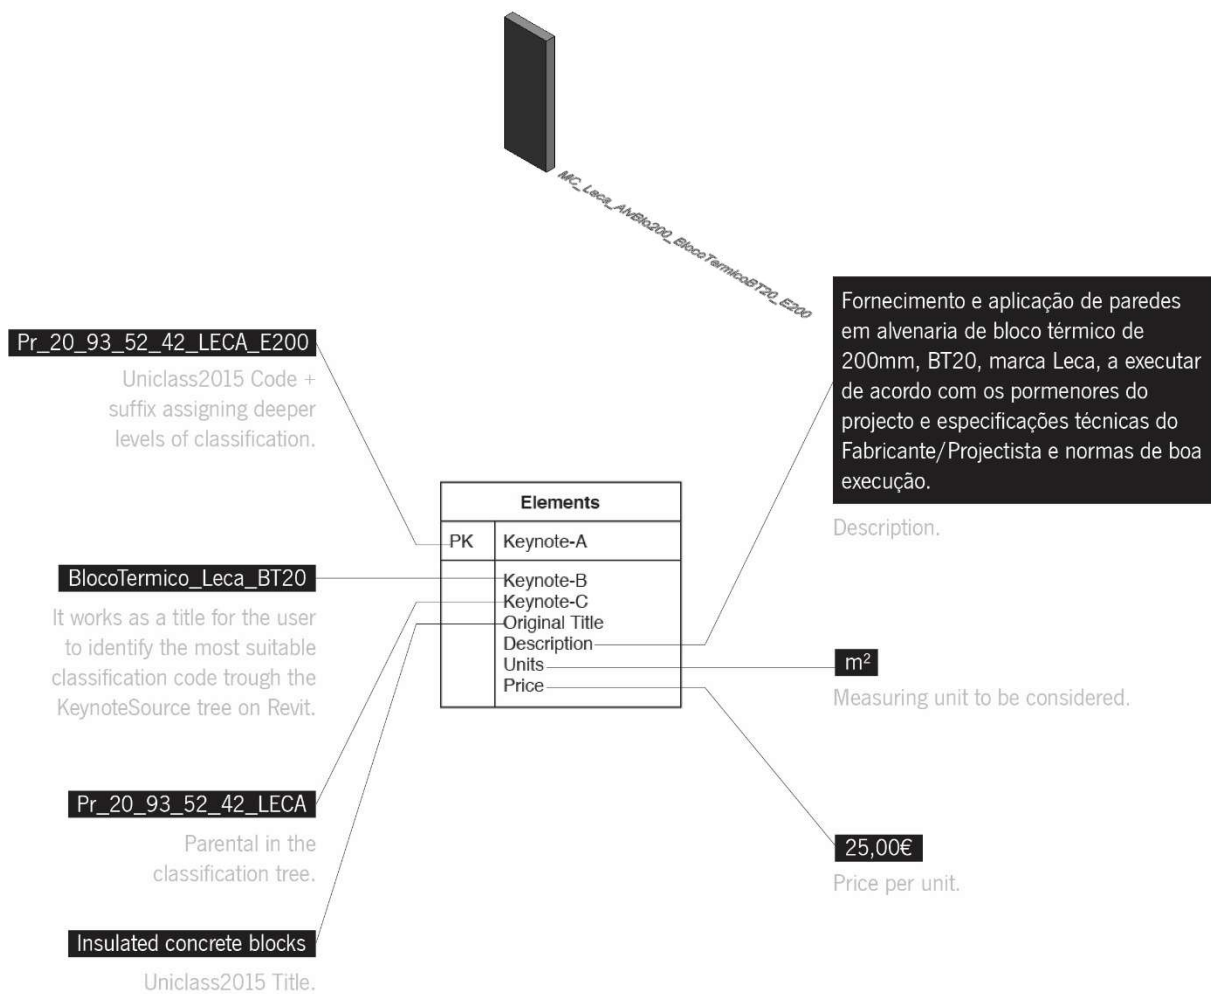 MC_Leca_AlvBlo200_BlocoTermicoBT20_E200
Pr_20_93_52_42_LECA_E200
Uniclass2015 Code +
suffix assigning deeper
levels of classification.
BlocoTermico_Leca_BT20
It works as a title for the user
to identify the most suitable
classification code trough the
KeynoteSource tree on Revit.
Pr_20_93_52_42_LECA
Parental in the
classification tree.
Insulated concrete blocks
Uniclass2015 Title.
Elements
PK
Keynote-A
Keynote-B
Keynote-C
Original Title
Description
Units
Price
Fornecimento e aplicação de paredes
em alvenaria de bloco térmico de
200mm, BT20, marca Leca, a executar
de acordo com os pormenores do
projecto e especificações técnicas do
Fabricante/Projectista e normas de boa
execução.
Description.
m²
Measuring unit to be considered.
25,00€
Price per unit.